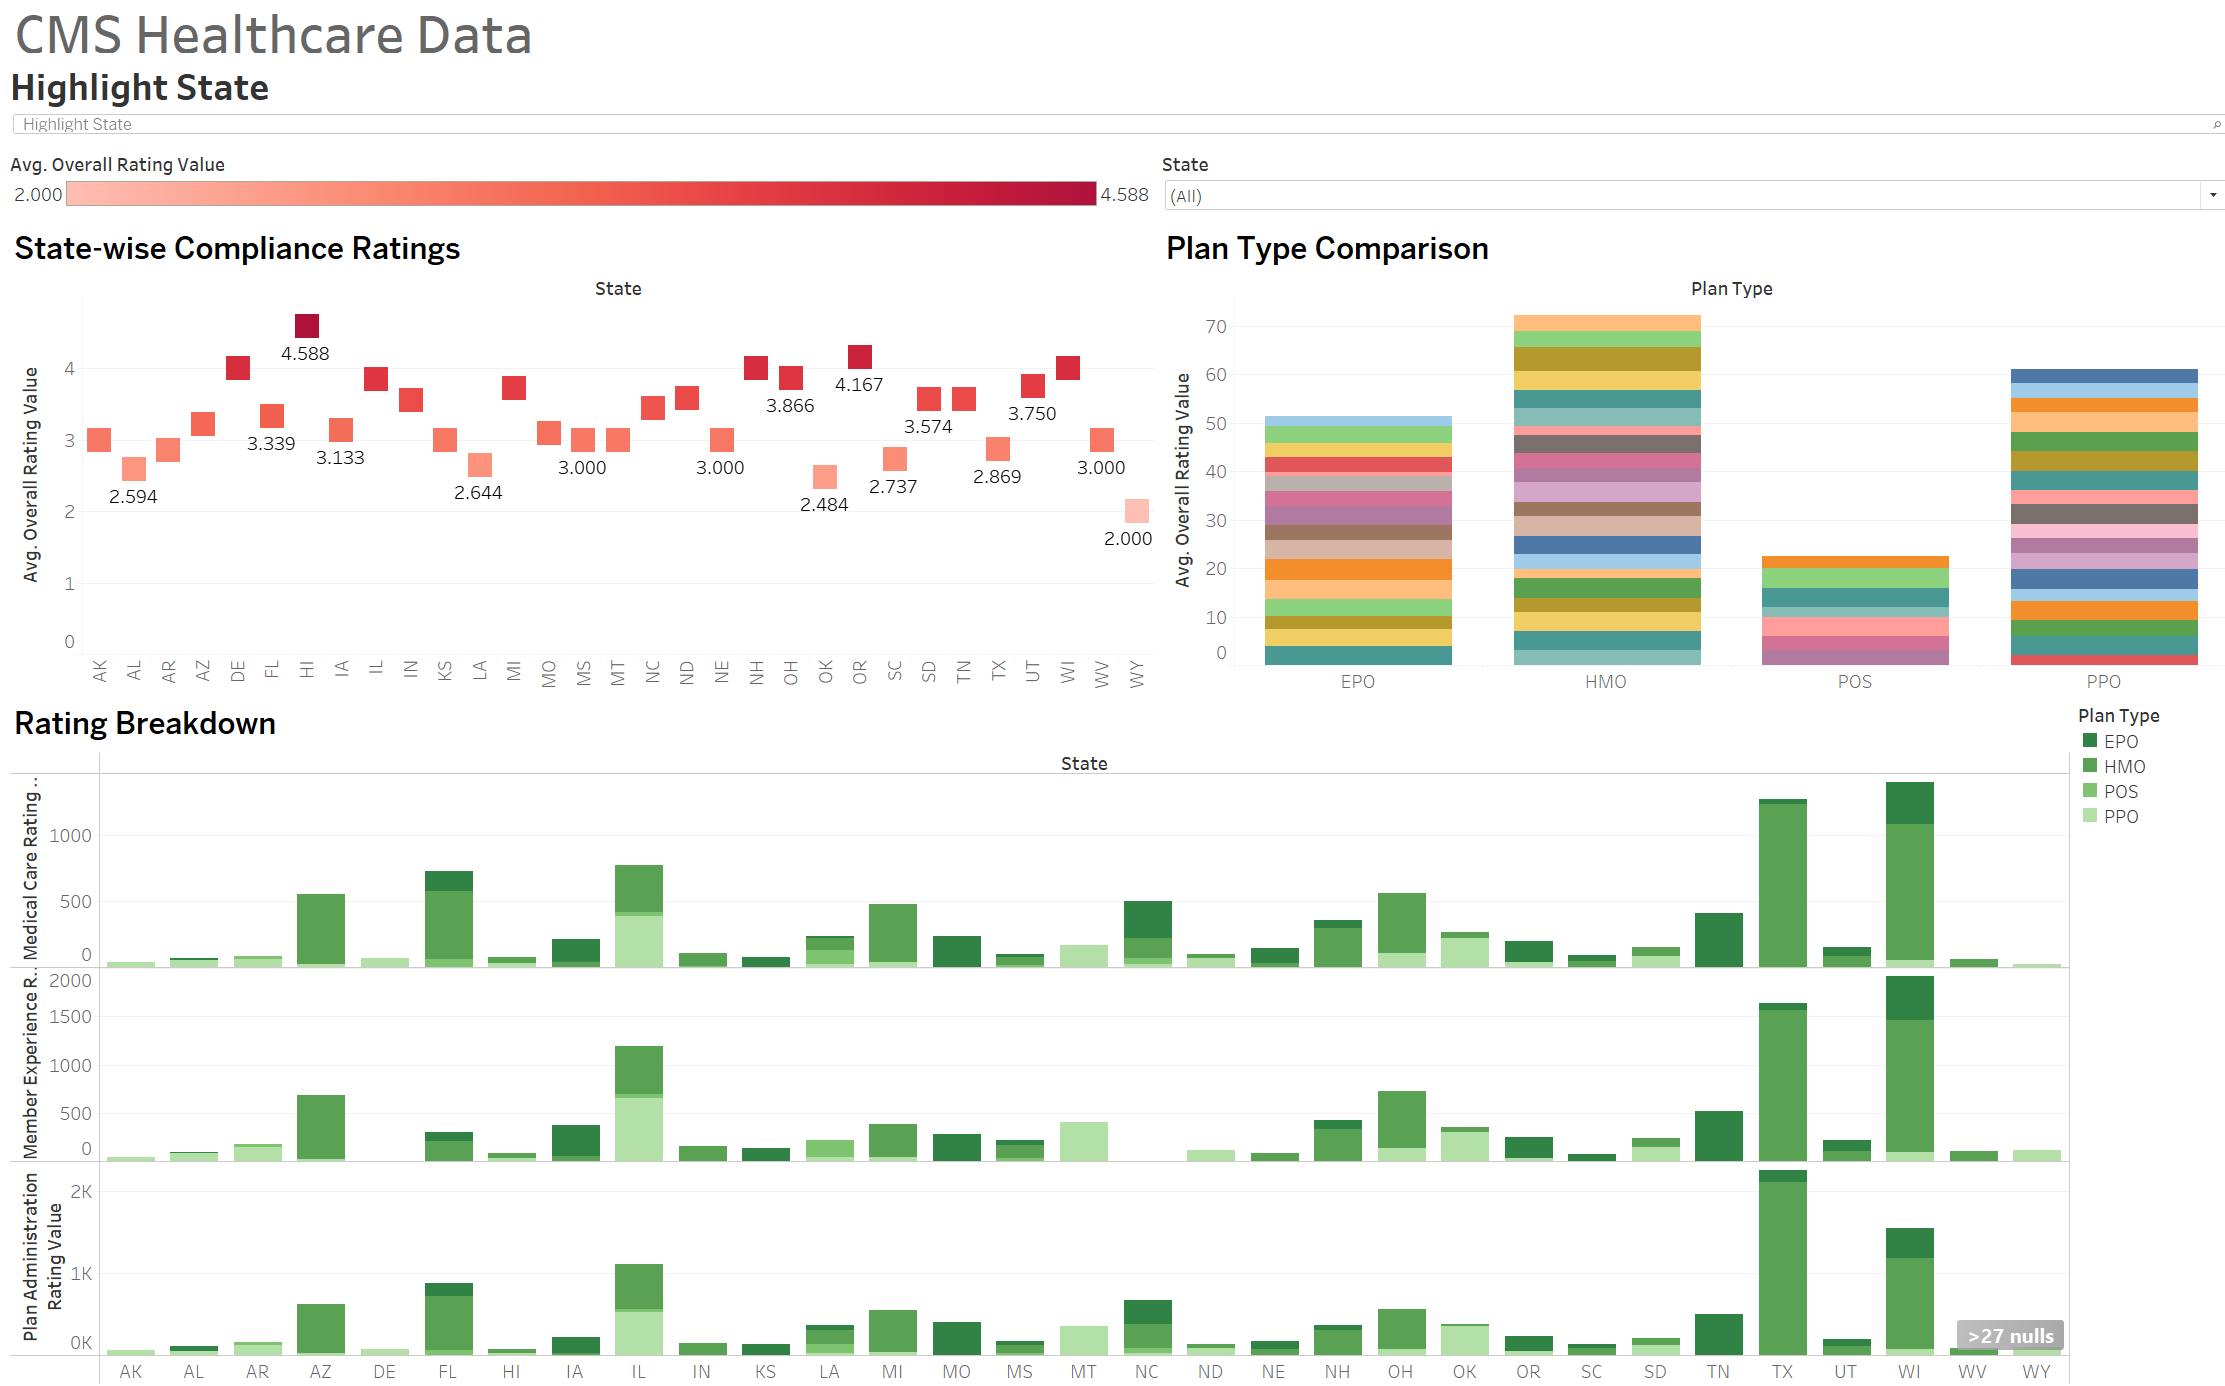 CMS Healthcare Data
Highlight State
Highlight State
Avg. Overall Rating Value
2.000 4.588
State
(All)
State-wise Compliance Ratings
State
Avg. Overall Rating Value
4
3
2
1
0
4.588
3.866
4.167
3.750
3.339
3.133
3.574
3.000
3.000
3.000
2.594
2.644
2.484
2.737
2.869
2.000
AK AL AR AZ DE FL HI IA IL IN KS LA MI MO MS MT NC ND NE NH OH OK OR SC SD TN TX UT WI WV WY
Plan Type Comparison
Plan Type
Avg. Overall Rating Value
70
60
50
40
30
20
10
0
EPO HMO POS PPO
Rating Breakdown
State
Medical Care Rating ..
1000
500
0
Member Experience R..
2000
1500
1000
500
0
Plan Administration
Rating Value
2K
1K
0K
>27 nulls
AK AL AR AZ DE FL HI IA IL IN KS LA MI MO MS MT NC ND NE NH OH OK OR SC SD TN TX UT WI WV WY
Plan Type
EPO
HMO
POS
PPO